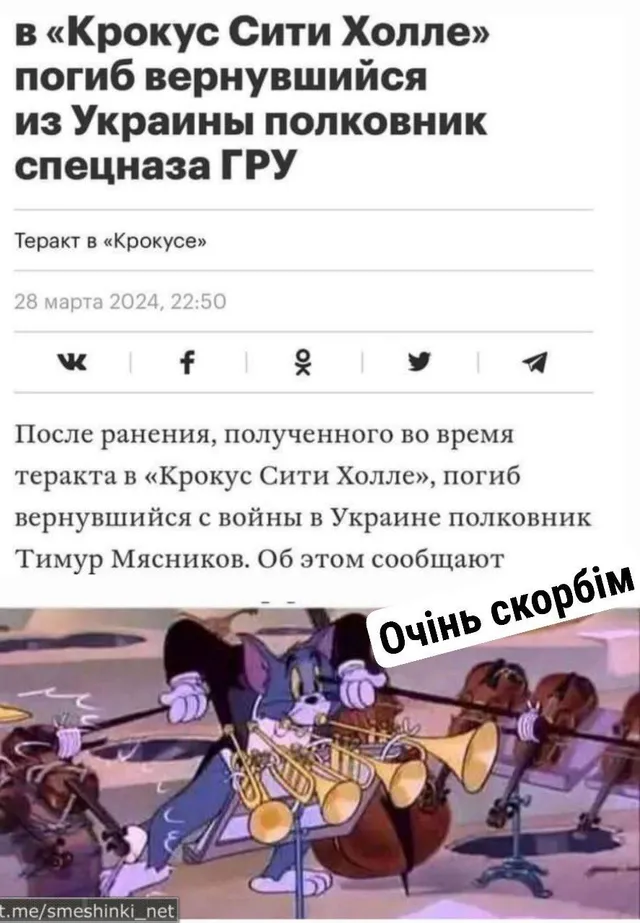 в «Крокус Сити Холле»
погиб вернувшийся
из Украины полковник
спецназа ГРУ
Теракт в «Крокусе»
28 марта 2024, 22:50
После ранения, полученного во время
теракта в «Крокус Сити Холле», погиб
вернувшийся с войны в Украине полковник
Тимур Мясников. Об этом сообщают
Очінь скорбім
t.me/smeshinki_net